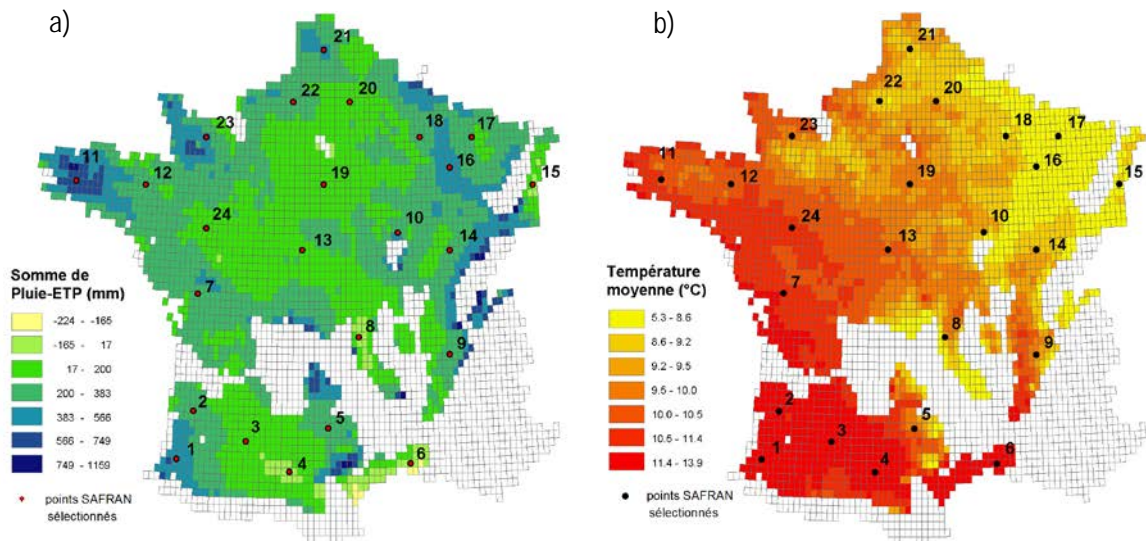 a)
21
22
20
23
18
17
11
12
16
15
19
24
10
13
14
7
8
9
2
3
5
1
4
6
Somme de
Pluie-ETP (mm)
-224 - -165
-165 - 17
17 - 200
200 - 383
383 - 566
566 - 749
749 - 1159
points SAFRAN
sélectionnés
b)
21
22
20
23
18
17
11
12
16
15
19
24
10
13
14
7
8
9
2
3
5
1
4
6
Température
moyenne (°C)
5.3 - 8.6
8.6 - 9.2
9.2 - 9.5
9.5 - 10.0
10.0 - 10.5
10.5 - 11.4
11.4 - 13.9
points SAFRAN
sélectionnés